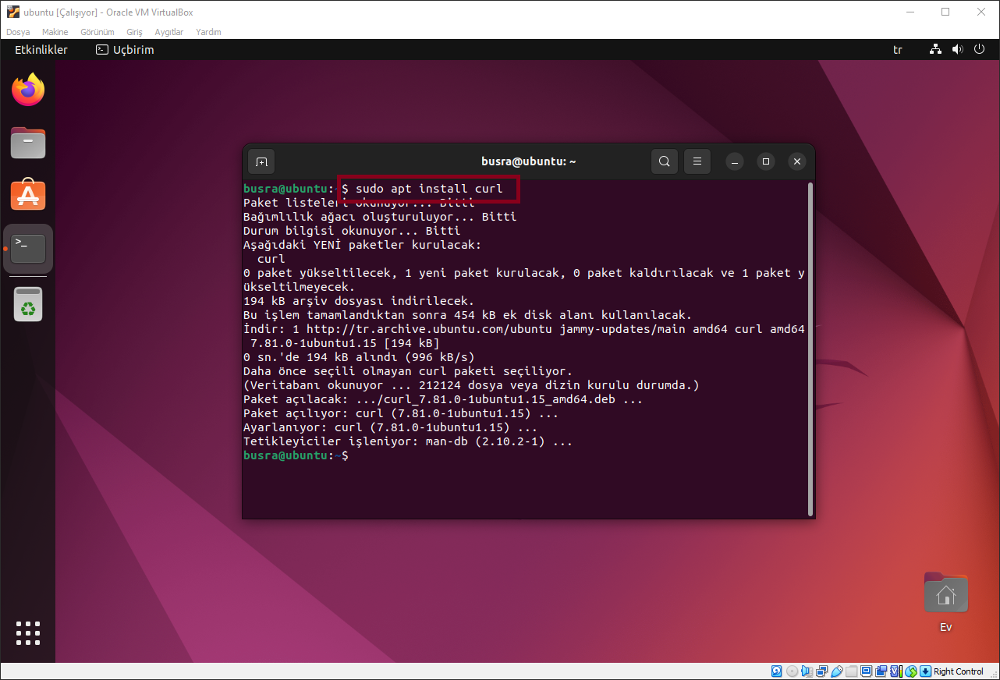 ubuntu [Çalışıyor] - Oracle VM VirtualBox
Dosya Makine Görünüm Giriş Aygıtlar Yardım
Etkinlikler Uçbirim tr
busra@ubuntu: ~
busra@ubuntu: $ sudo apt install curl
Paket listeleri okunuyor... Bitti
Bağımlılık ağacı oluşturuluyor... Bitti
Durum bilgisi okunuyor... Bitti
Aşağıdaki YENİ paketler kurulacak:
curl
0 paket yükseltilecek, 1 yeni paket kurulacak, 0 paket kaldırılacak ve 1 paket y
ükseltilmeyecek.
194 kB arşiv dosyası indirilecek.
Bu işlem tamamlandıktan sonra 454 kB ek disk alanı kullanılacak.
İndir: 1 http://tr.archive.ubuntu.com/ubuntu jammy-updates/main amd64 curl amd64
7.81.0-1ubuntu1.15 [194 kB]
0 sn.'de 194 kB alındı (996 kB/s)
Daha önce seçili olmayan curl paketi seçiliyor.
(Veritabanı okunuyor ... 212124 dosya veya dizin kurulu durumda.)
Paket açılacak: .../curl_7.81.0-1ubuntu1.15_amd64.deb ...
Paket açılıyor: curl (7.81.0-1ubuntu1.15) ...
Ayarlanıyor: curl (7.81.0-1ubuntu1.15) ...
Tetikleyiciler işleniyor: man-db (2.10.2-1) ...
busra@ubuntu:~$
Ev
Right Control